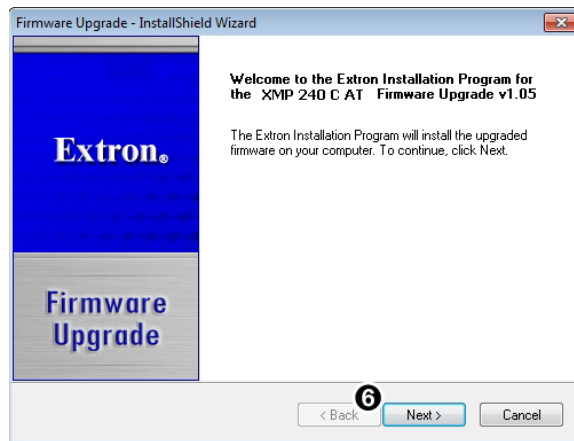 Firmware Upgrade - InstallShield Wizard
Welcome to the Extron Installation Program for
the XMP 240 C AT Firmware Upgrade v1.05
The Extron Installation Program will install the upgraded
firmware on your computer. To continue, click Next.
Extron®
Firmware
Upgrade
6
< Back
Next >
Cancel